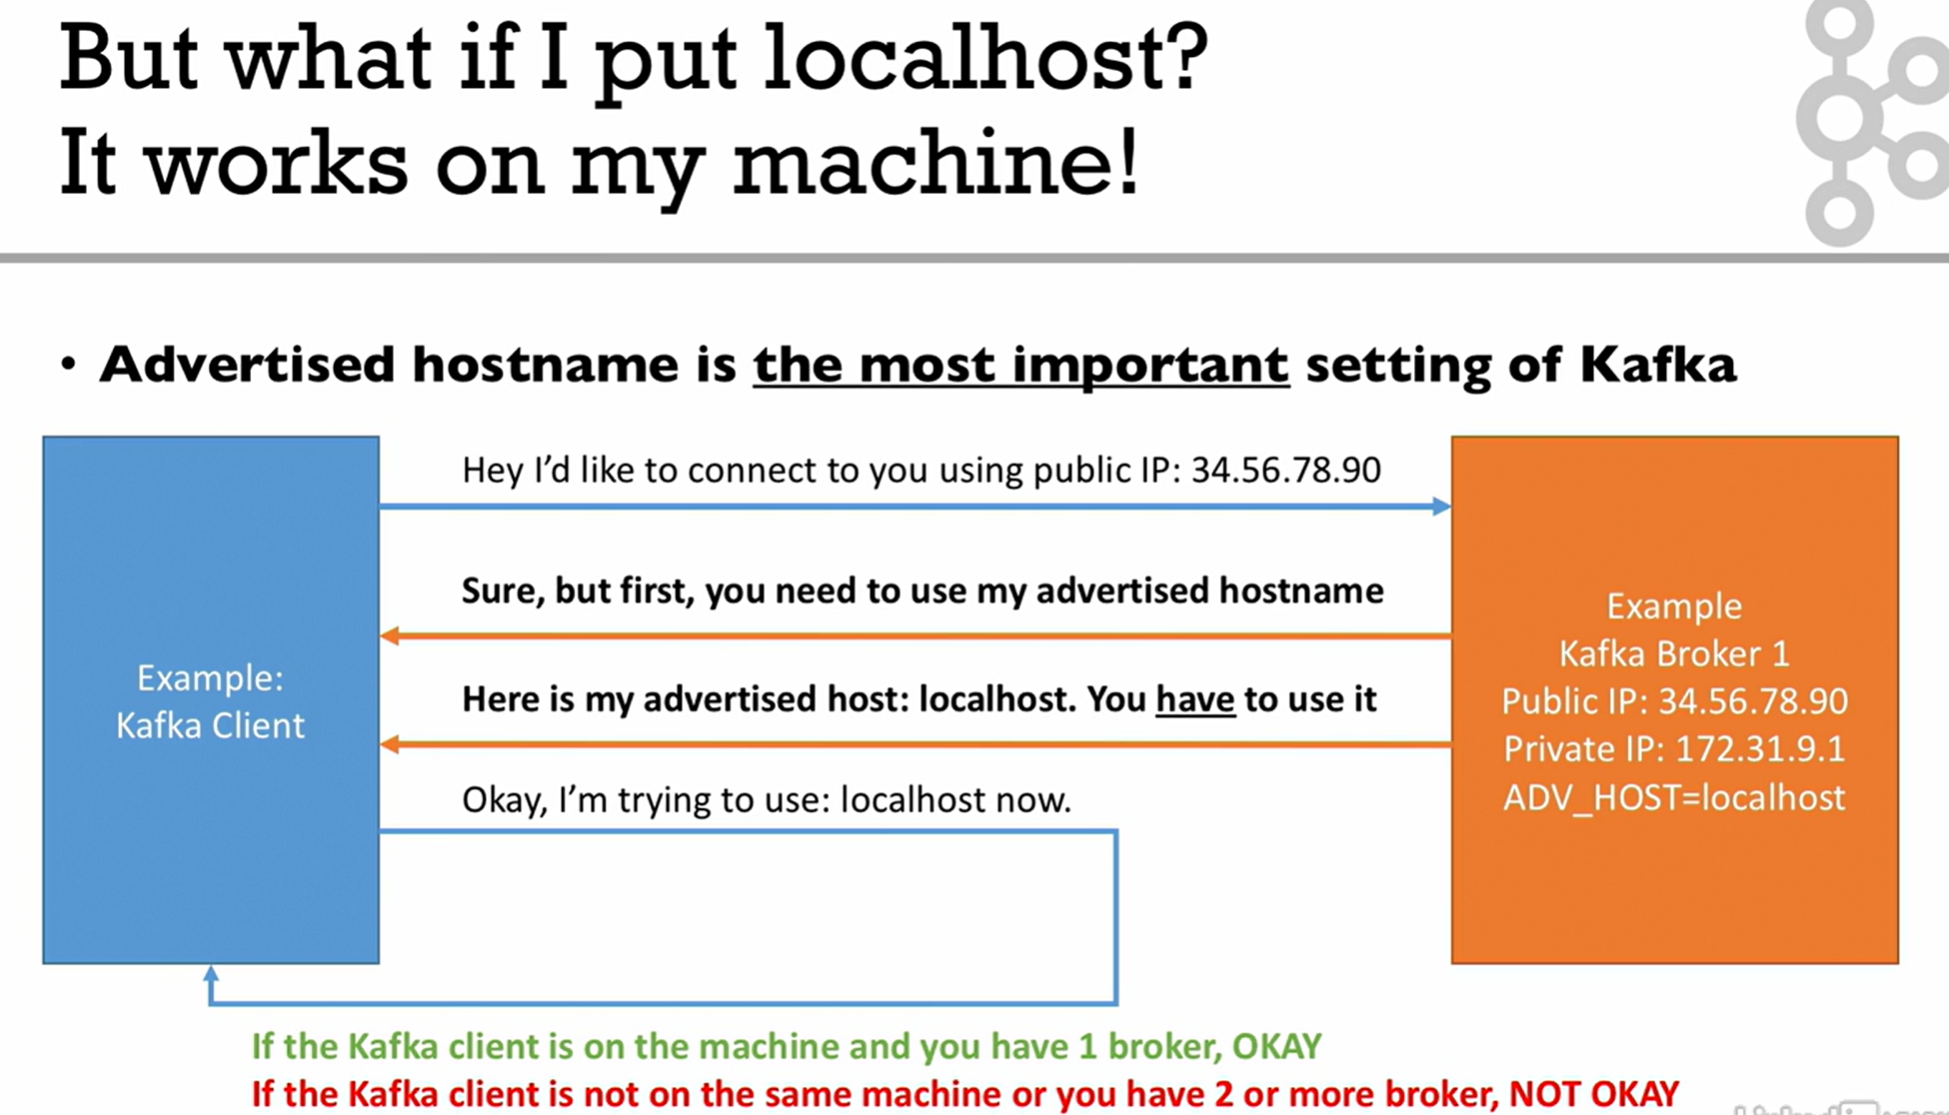 But what if I put localhost?
It works on my machine!
• Advertised hostname is the most important setting of Kafka
Hey I’d like to connect to you using public IP: 34.56.78.90
Sure, but first, you need to use my advertised hostname
Here is my advertised host: localhost. You have to use it
Okay, I’m trying to use: localhost now.
Example:
Kafka Client
Example
Kafka Broker 1
Public IP: 34.56.78.90
Private IP: 172.31.9.1
ADV_HOST=localhost
If the Kafka client is on the machine and you have 1 broker, OKAY
If the Kafka client is not on the same machine or you have 2 or more broker, NOT OKAY